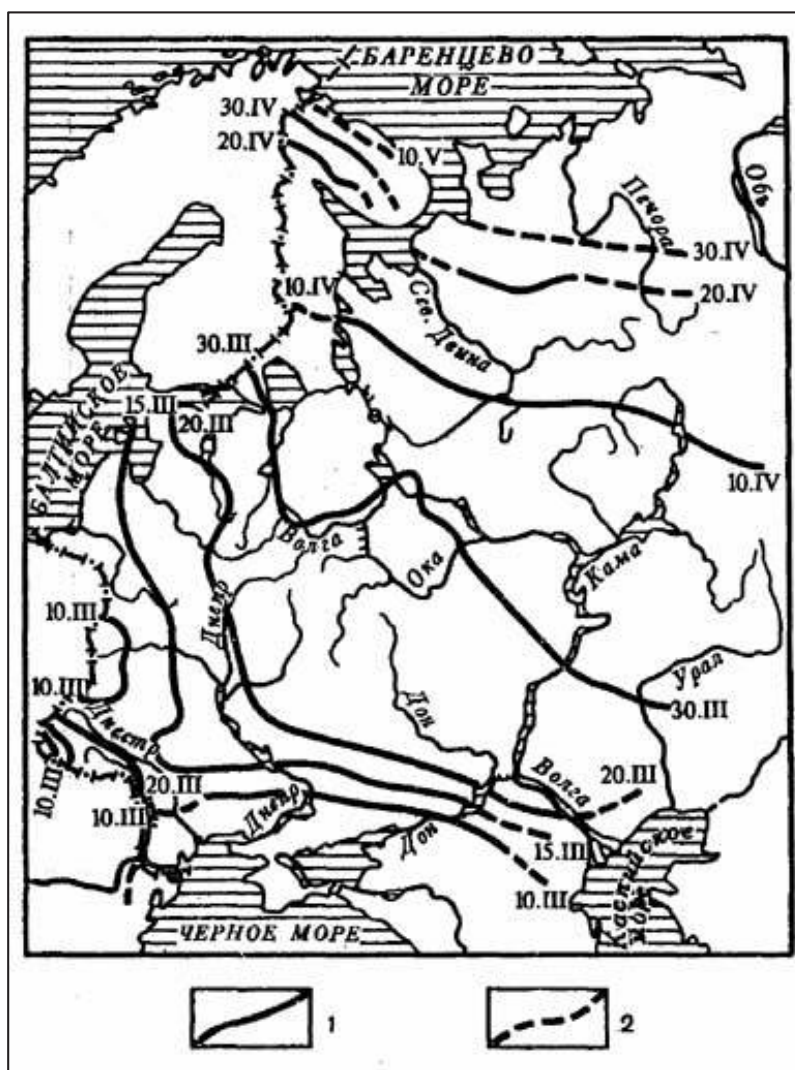 БАРЕНЦЕВО
МОРЕ
30.IV
20.IV
10.V
Печора
Обь
30.IV
20.IV
10.IV
Сев. Двина
30.III
БАЛТИЙСКОЕ
МОРЕ
15.III
20.III
10.IV
Волга
Ока
Кама
10.III
Днепр
Урал
10.III
Дон
30.III
Днестр
10.III
20.III
Волга
20.III
10.III
Днепр
Дон
15.III
10.III
Каспийское
море
ЧЕРНОЕ МОРЕ
1
2